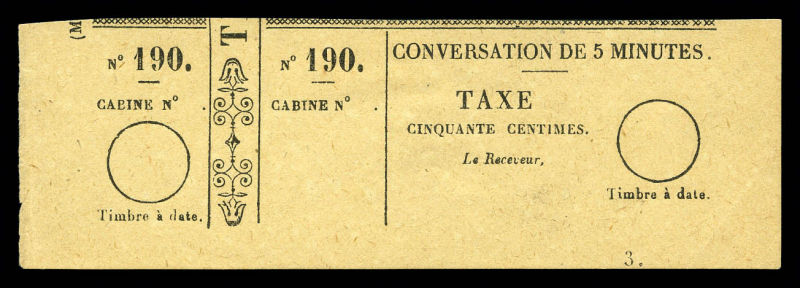 (M
Nº 190.
CABINE Nº .
Timbre à date.
T
Nº 190.
CABINE Nº .
CONVERSATION DE 5 MINUTES.
TAXE
CINQUANTE CENTIMES.
Le Receveur,
Timbre à date.
3.